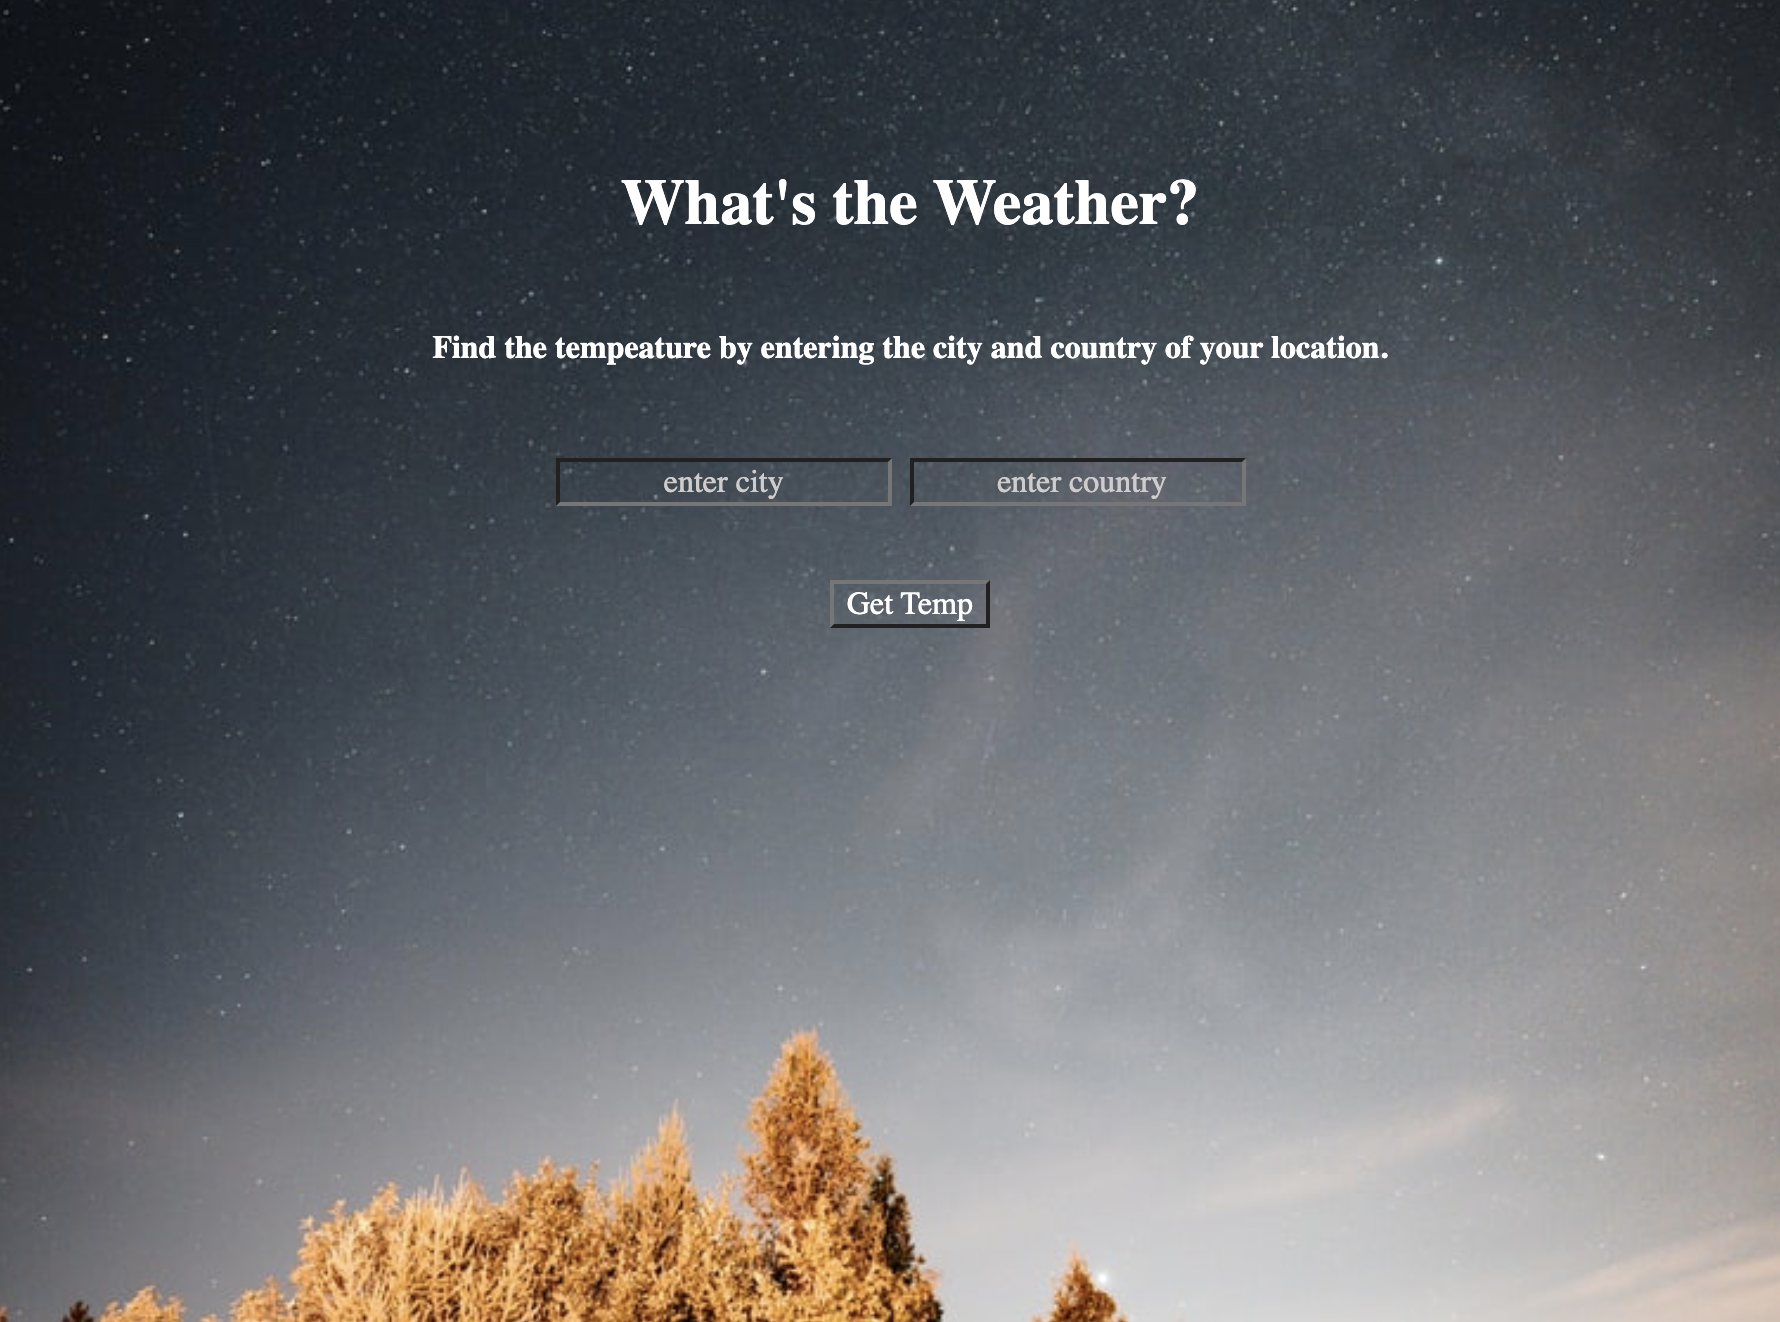 What's the Weather?
Find the tempeature by entering the city and country of your location.
enter city enter country
Get Temp